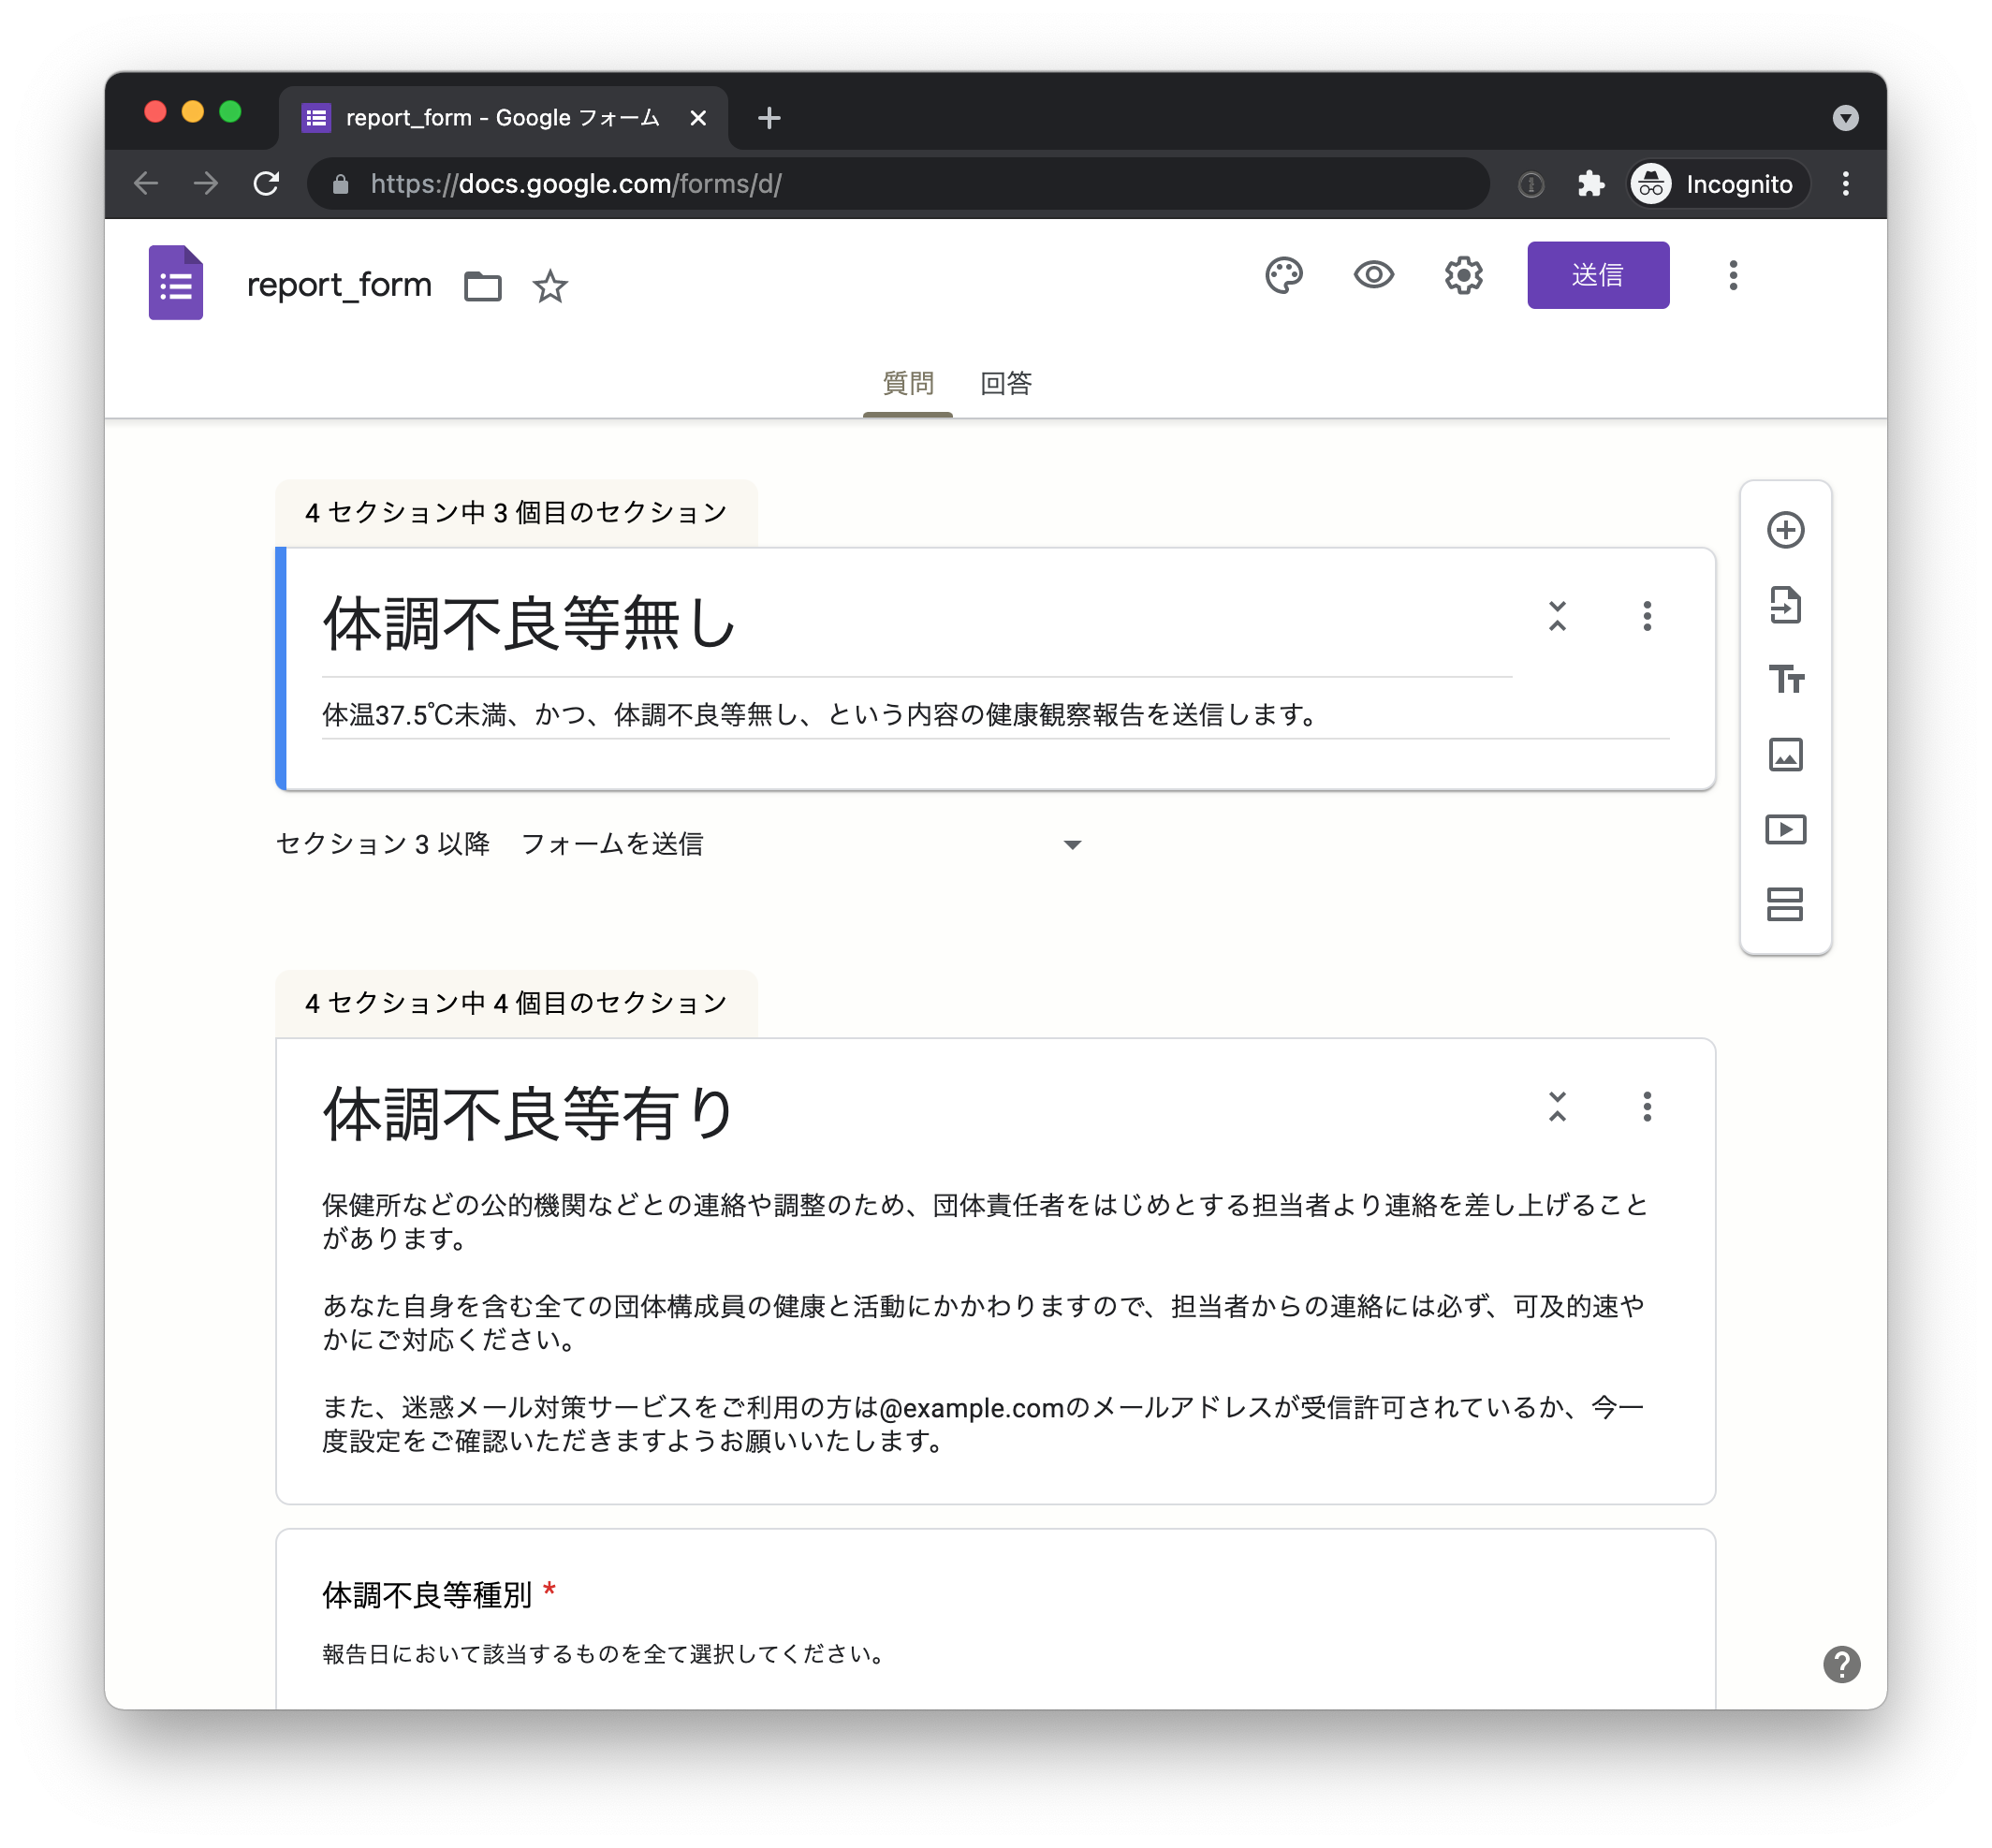 report_form - Google フォーム
https://docs.google.com/forms/d/
Incognito
report_form
送信
質問 回答
4 セクション中 3 個目のセクション
体調不良等無し
体温37.5℃未満、かつ、体調不良等無し、という内容の健康観察報告を送信します。
セクション 3 以降 フォームを送信
Tт
4 セクション中 4 個目のセクション
体調不良等有り
保健所などの公的機関などとの連絡や調整のため、団体責任者をはじめとする担当者より連絡を差し上げること
があります。
あなた自身を含む全ての団体構成員の健康と活動にかかわりますので、担当者からの連絡には必ず、可及的速や
かにご対応ください。
また、迷惑メール対策サービスをご利用の方は@example.comのメールアドレスが受信許可されているか、今一
度設定をご確認いただきますようお願いいたします。
体調不良等種別 *
報告日において該当するものを全て選択してください。